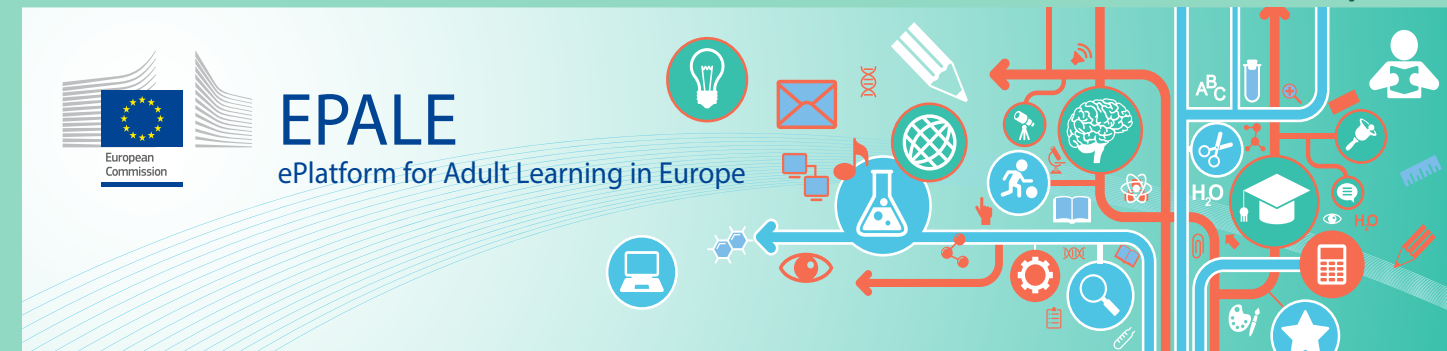 EPALE
ePlatform for Adult Learning in Europe
European
Commission
ABC
H2O
H2O